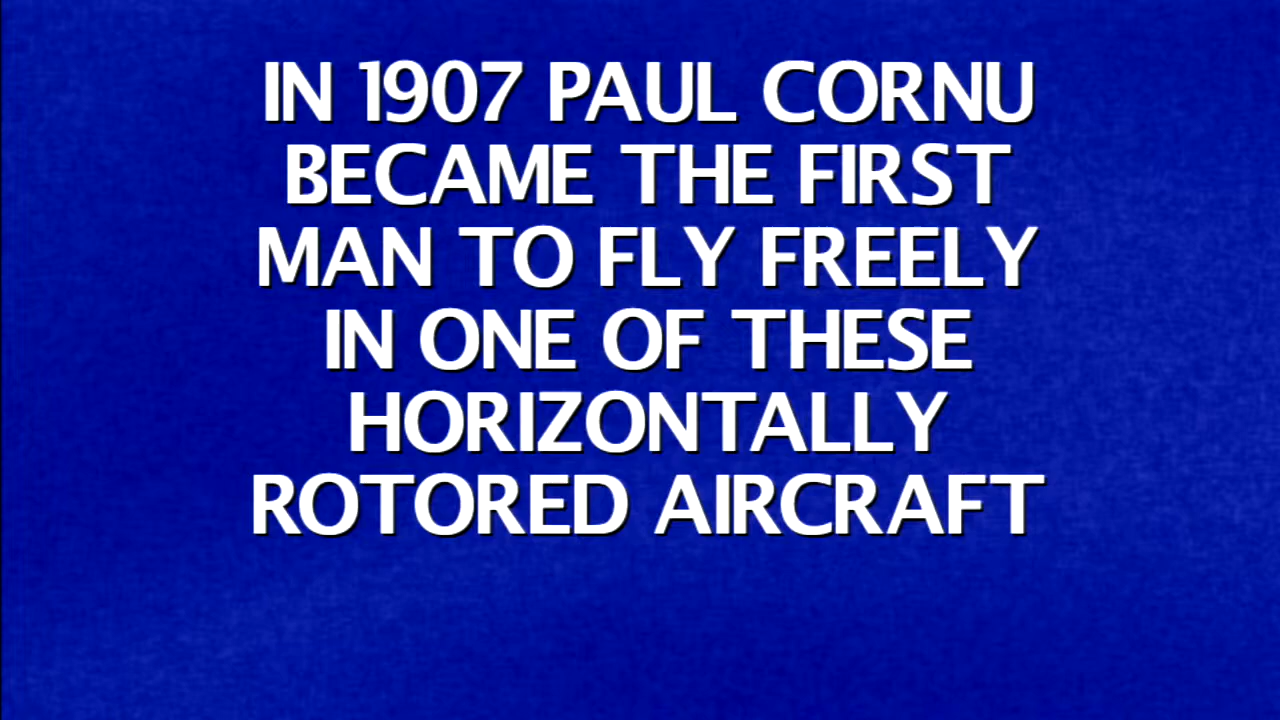 IN 1907 PAUL CORNU
BECAME THE FIRST
MAN TO FLY FREELY
IN ONE OF THESE
HORIZONTALLY
ROTORED AIRCRAFT